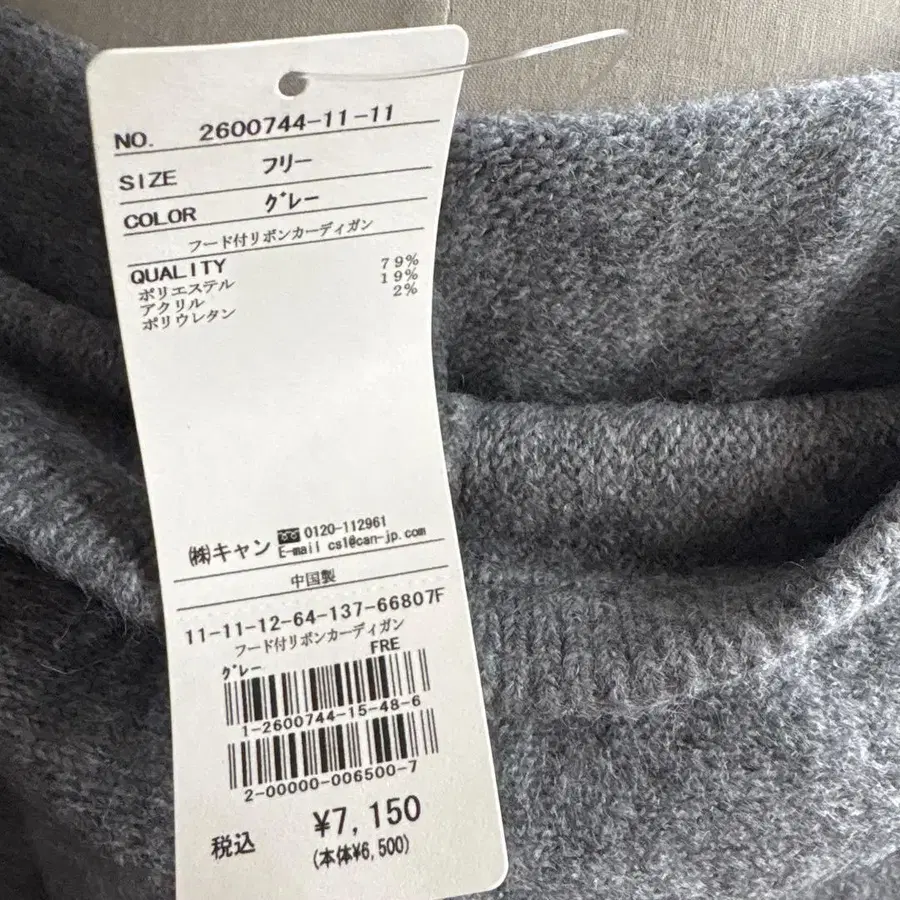 NO. 2600744-11-11
SIZE フリー
COLOR グレー
フード付リボンカーディガン
QUALITY
ポリエステル 79%
アクリル 19%
ポリウレタン 2%
㈱キャン 0120-112961
E-mail cs1@can-jp.com
中国製
11-11-12-64-137-66807F
フード付リボンカーディガン
グレー FRE
1-2600744-15-48-6
2-00000-006500-7
税込 ¥7,150
(本体¥6,500)